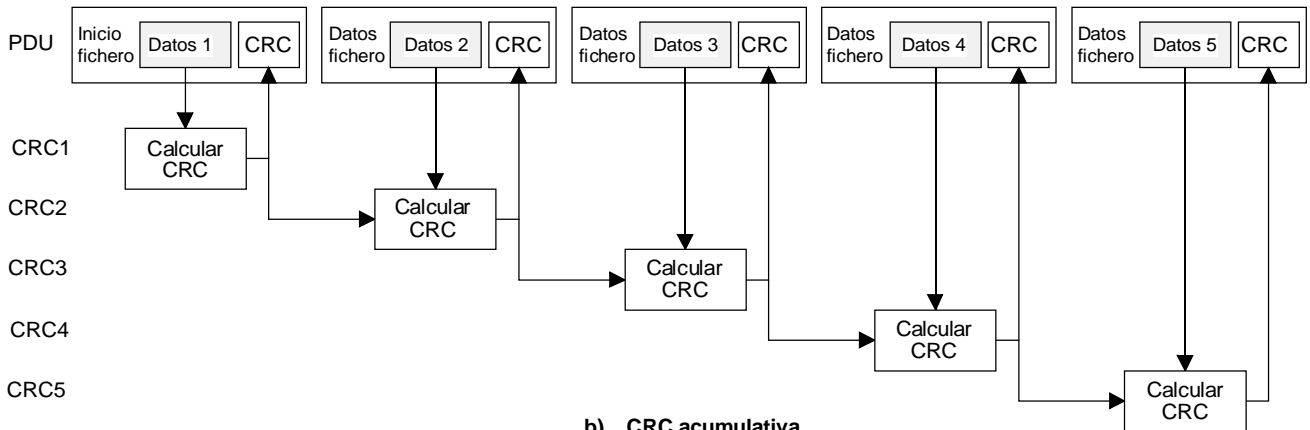 PDU
Inicio
fichero
Datos 1
CRC
Datos
fichero
Datos 2
CRC
Datos
fichero
Datos 3
CRC
Datos
fichero
Datos 4
CRC
Datos
fichero
Datos 5
CRC
CRC1
Calcular
CRC
CRC2
Calcular
CRC
CRC3
Calcular
CRC
CRC4
Calcular
CRC
CRC5
Calcular
CRC
b) CRC acumulativa